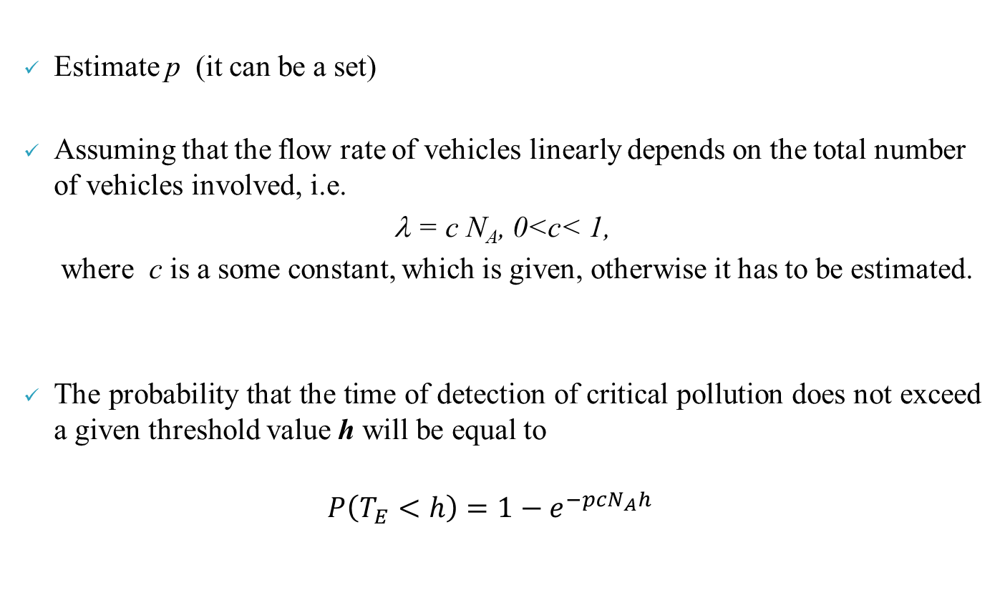 ✓ Estimate p (it can be a set)
✓ Assuming that the flow rate of vehicles linearly depends on the total number
of vehicles involved, i.e.
λ = c N_A, 0<c< 1,
where c is a some constant, which is given, otherwise it has to be estimated.
✓ The probability that the time of detection of critical pollution does not exceed
a given threshold value h will be equal to
P(T_E < h) = 1 − e^{−pcN_Ah}